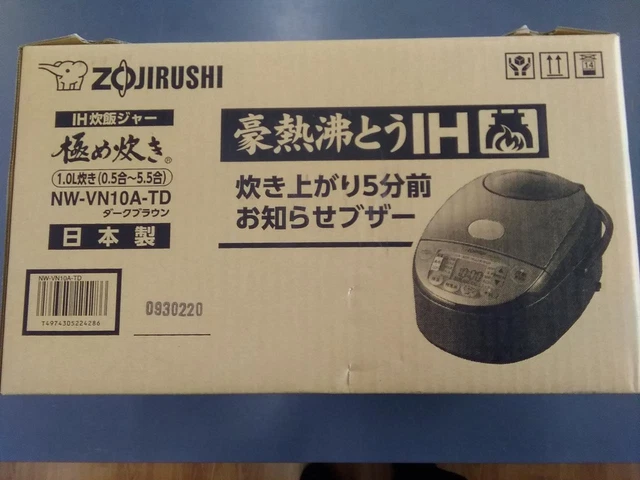 ZOJIRUSHI
IH炊飯ジャー
極め炊き®
1.0L炊き(0.5合～5.5合)
NW-VN10A-TD
ダークブラウン
日本製
豪熱沸とうIH
炊き上がり5分前
お知らせブザー
NW-VN10A-TD
T4974305224286
0930220
14